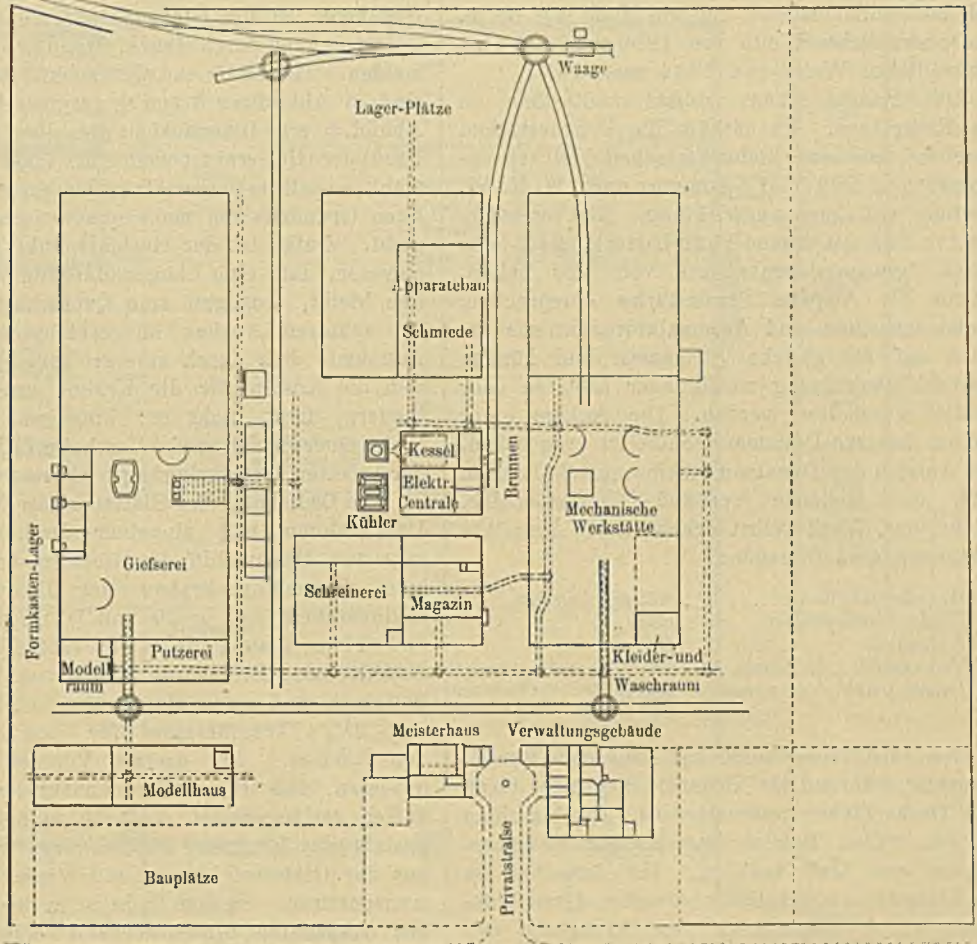 Waage
Lager-Plätze
Apparatebau
Schmiede
Kessel
Elektr.
Centrale
Kühler
Brunnen
Mechanische
Werkstätte
Formkasten-Lager
Giefserei
Schreinerei
Magazin
Putzerei
Modell
raum
Kleider- und
Waschraum
Meisterhaus
Verwaltungsgebäude
Modellhaus
Bauplätze
Privatstrafse